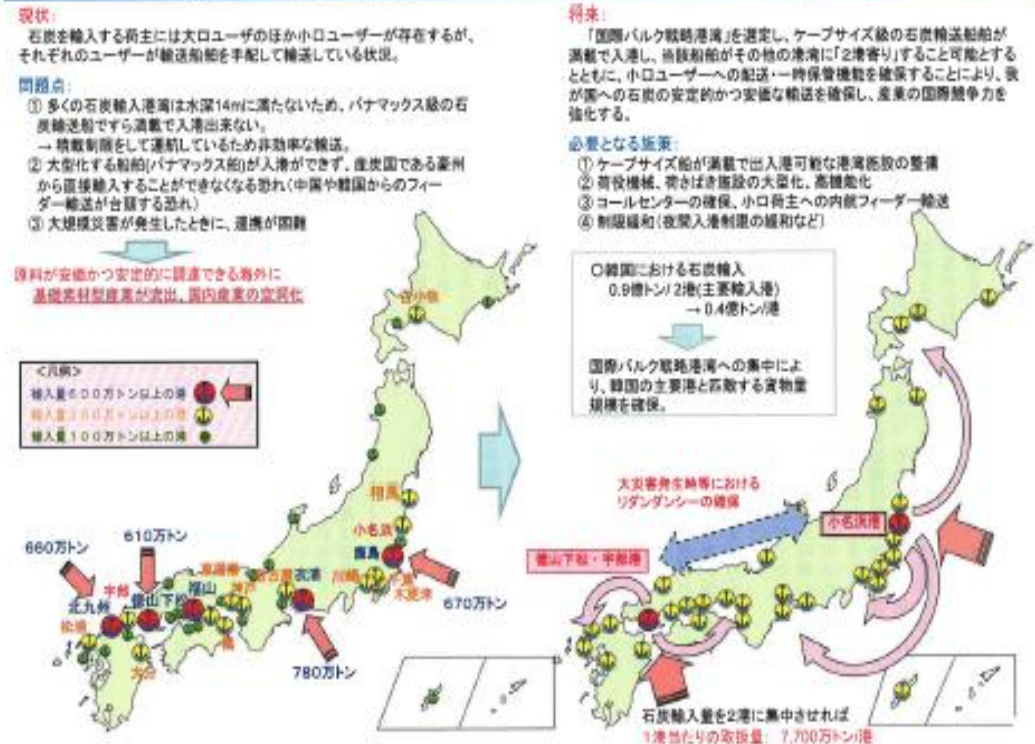 現状:
石炭を輸入する荷主には大口ユーザのほか小口ユーザーが存在するが、
それぞれのユーザーが輸送船舶を手配して輸送している状況。
問題点:
① 多くの石炭輸入港湾は水深14mに満たないため、パナマックス級の石
炭輸送船ですら満載で入港出来ない。
→ 積載制限をして運航しているため非効率な輸送。
② 大型化する船舶(パナマックス船)が入港ができず、産炭国である豪州
から直接輸入することができなくなる恐れ(中国や韓国からのフィー
ダー輸送が台頭する恐れ)
③ 大規模災害が発生したときに、連携が困難
原料が安価かつ安定的に調達できる海外に
基礎素材型産業が流出、国内産業の空洞化
<凡例>
輸入量600万トン以上の港
輸入量300万トン以上の港
輸入量100万トン以上の港
苫小牧
相馬
小名浜
鹿島
千葉
木更津
川崎
名古屋
衣浦
東播磨
神戸
福山
徳山下松
宇部
北九州
松浦
大分
橘
660万トン
610万トン
670万トン
780万トン
将来:
「国際バルク戦略港湾」を選定し、ケープサイズ級の石炭輸送船舶が
満載で入港し、当該船舶がその他の港湾に「2港寄り」すること可能とする
とともに、小口ユーザーへの配送・一時保管機能を確保することにより、我
が国への石炭の安定的かつ安価な輸送を確保し、産業の国際競争力を
強化する。
必要となる施策:
① ケープサイズ船が満載で出入港可能な港湾施設の整備
② 荷役機械、荷さばき施設の大型化、高機能化
③ コールセンターの確保、小口荷主への内航フィーダー輸送
④ 制限緩和(夜間入港制限の緩和など)
〇韓国における石炭輸入
0.9億トン/2港(主要輸入港)
→ 0.4億トン/港
国際バルク戦略港湾への集中によ
り、韓国の主要港と匹敵する貨物量
規模を確保。
大災害発生時等における
リダンダンシーの確保
小名浜港
徳山下松・宇部港
石炭輸入量を2港に集中させれば
1港当たりの取扱量: 7,700万トン/港